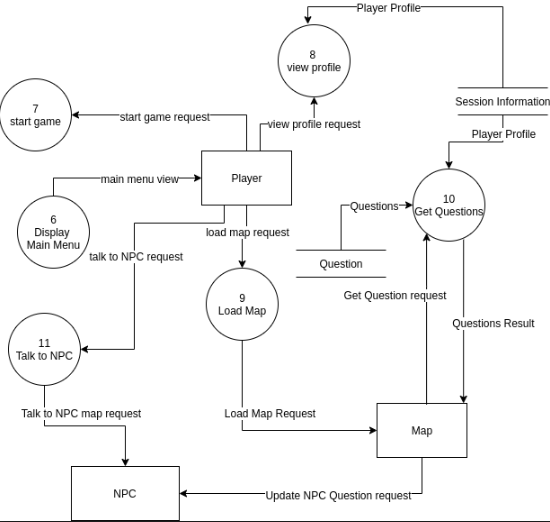 Player Profile
8
view profile
7
start game
start game request
view profile request
Session Information
Player Profile
main menu view
Player
10
Get Questions
6
Display
Main Menu
Questions
load map request
talk to NPC request
Question
9
Load Map
Get Question request
Questions Result
11
Talk to NPC
Talk to NPC map request
Load Map Request
Map
NPC
Update NPC Question request